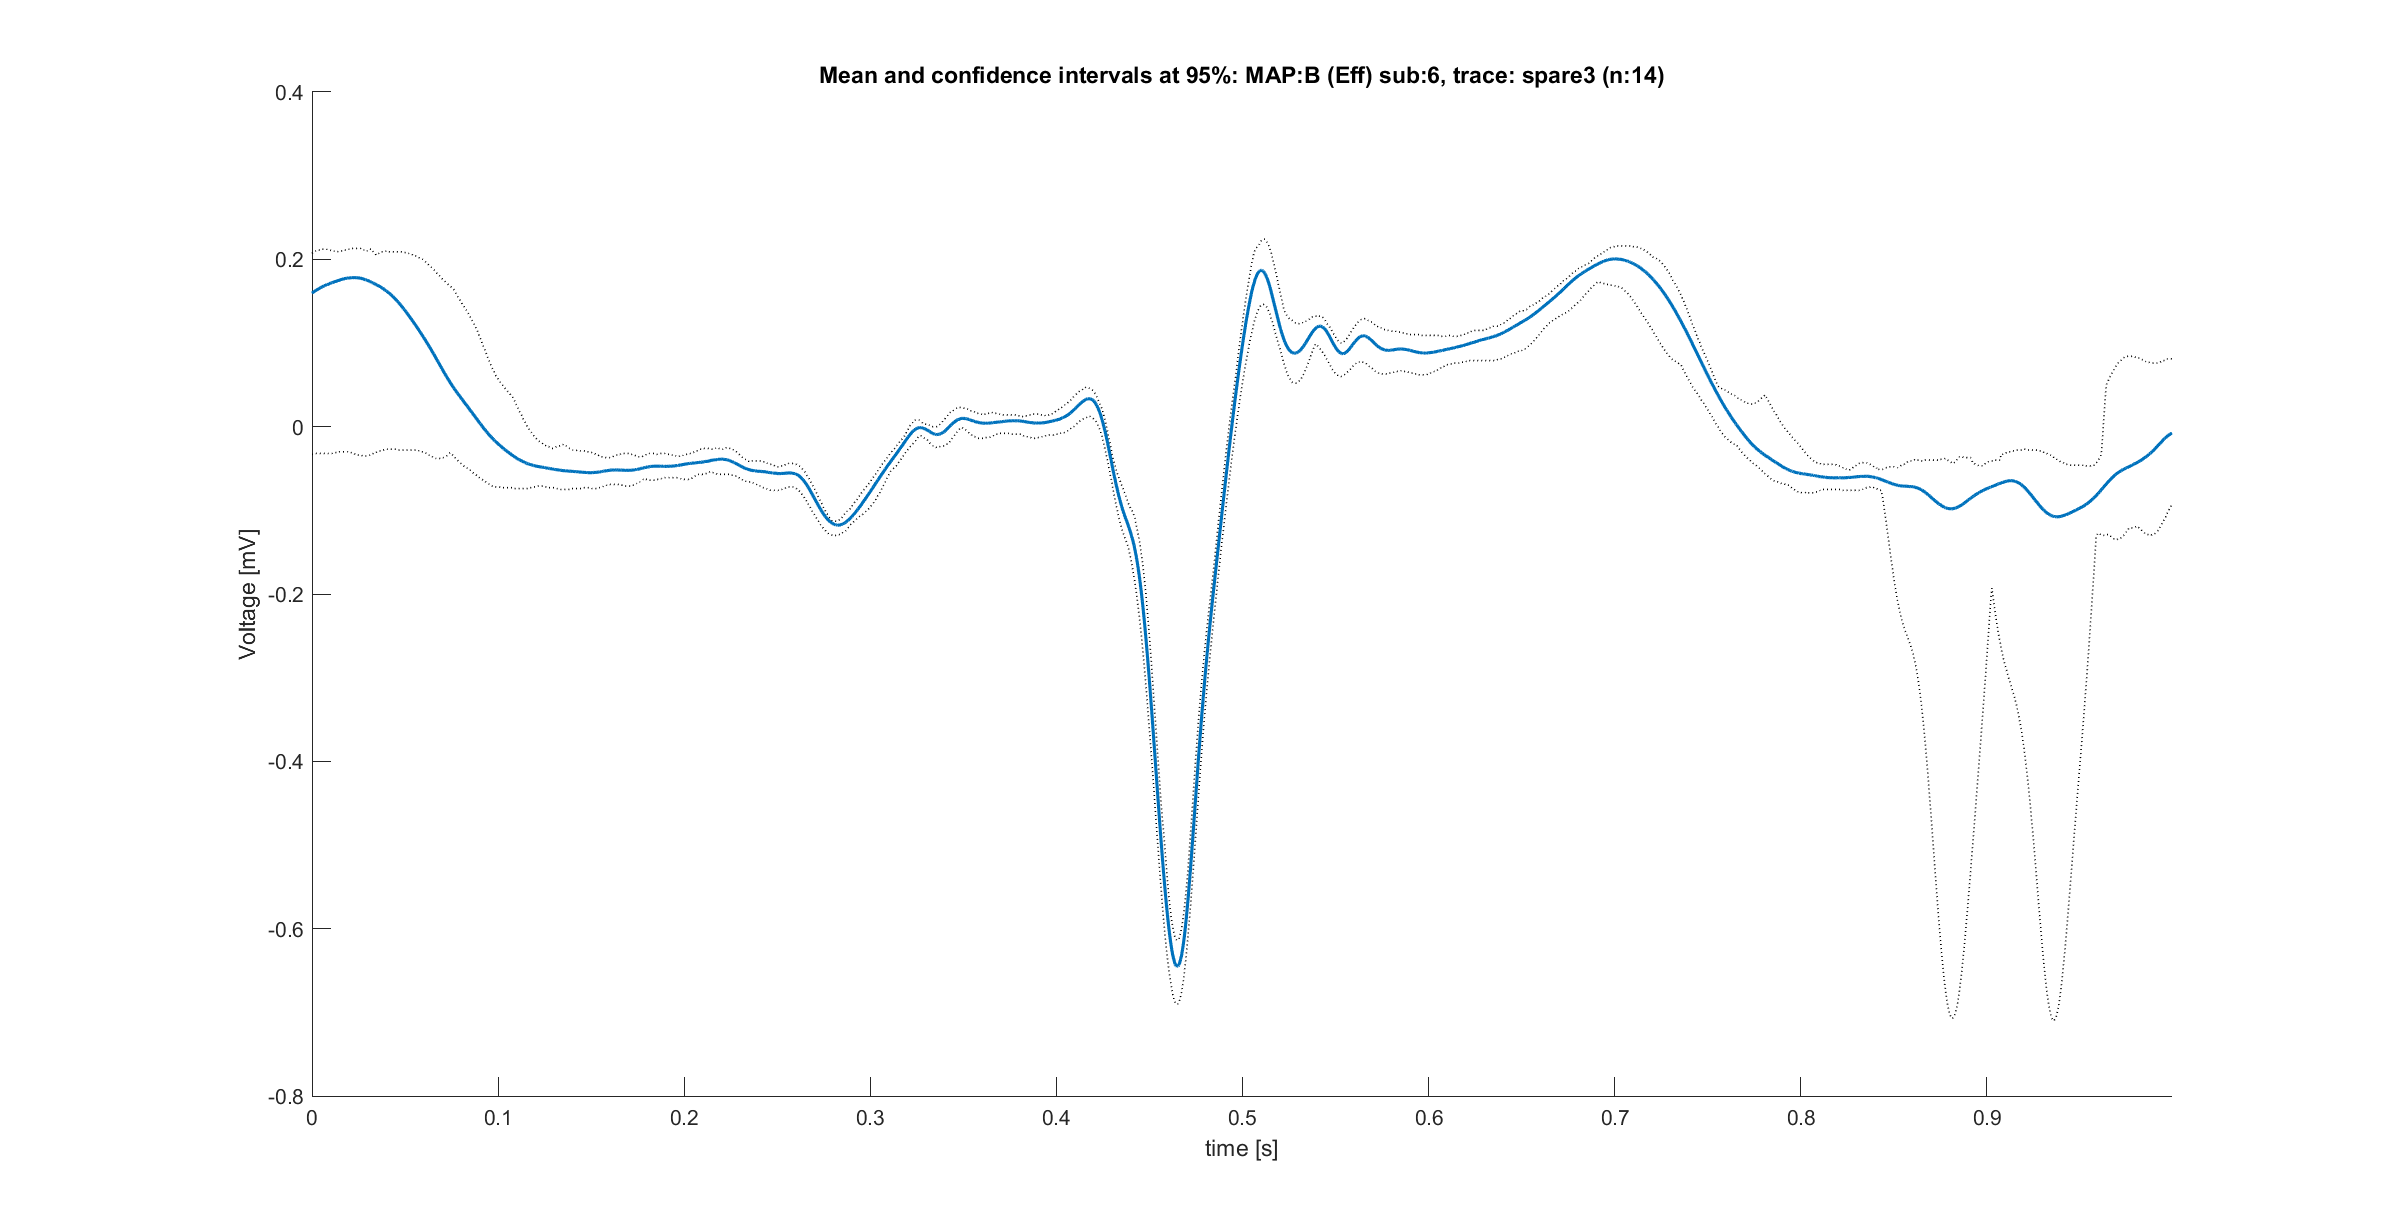 Mean and confidence intervals at 95%: MAP:B (Eff) sub:6, trace: spare3 (n:14)
0.4
0.2
0
-0.2
-0.4
-0.6
-0.8
Voltage [mV]
0 0.1 0.2 0.3 0.4 0.5 0.6 0.7 0.8 0.9
time [s]